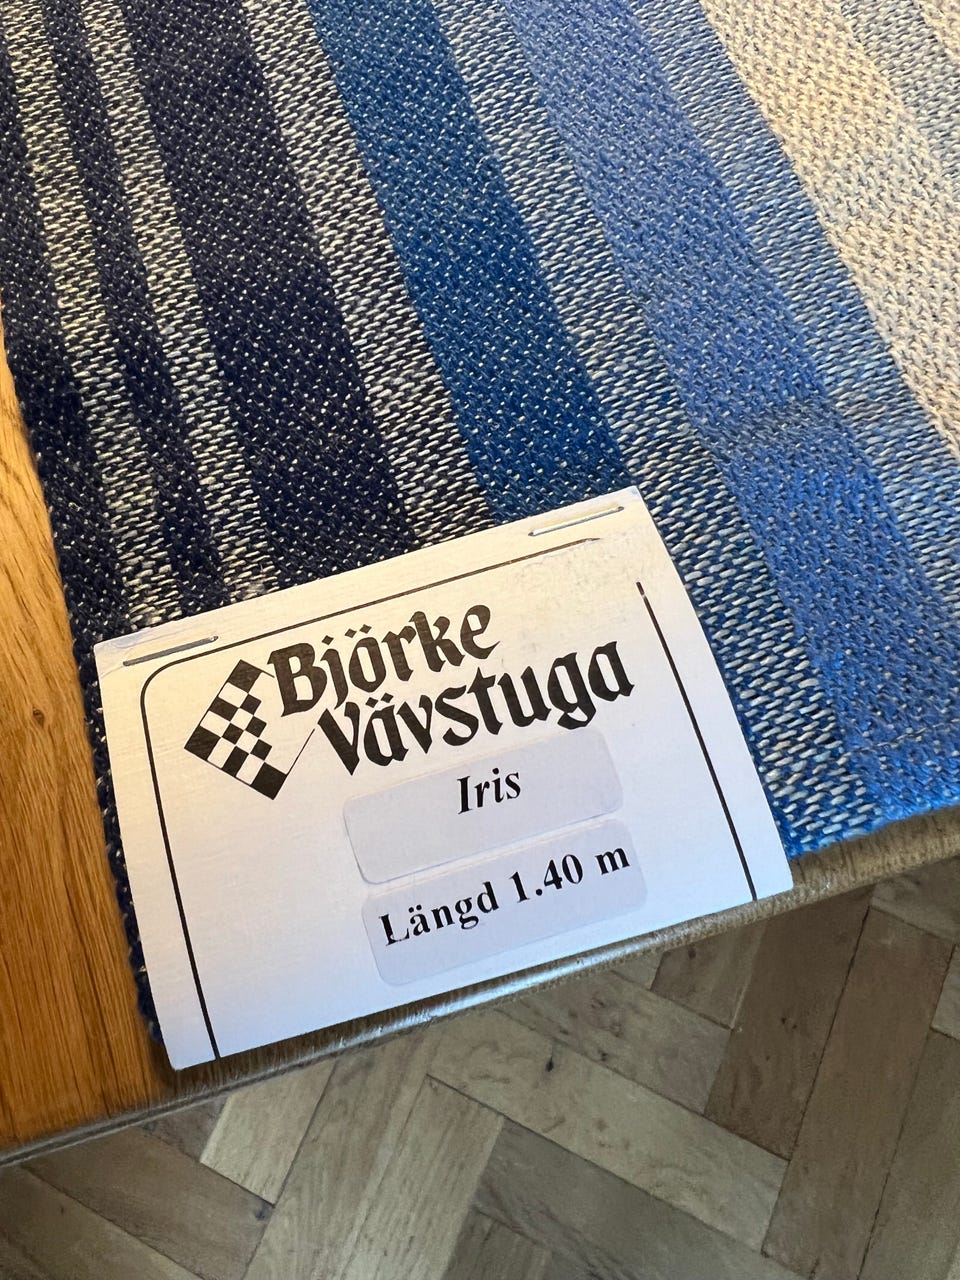 Björke
Vävstuga
Iris
Längd 1.40 m